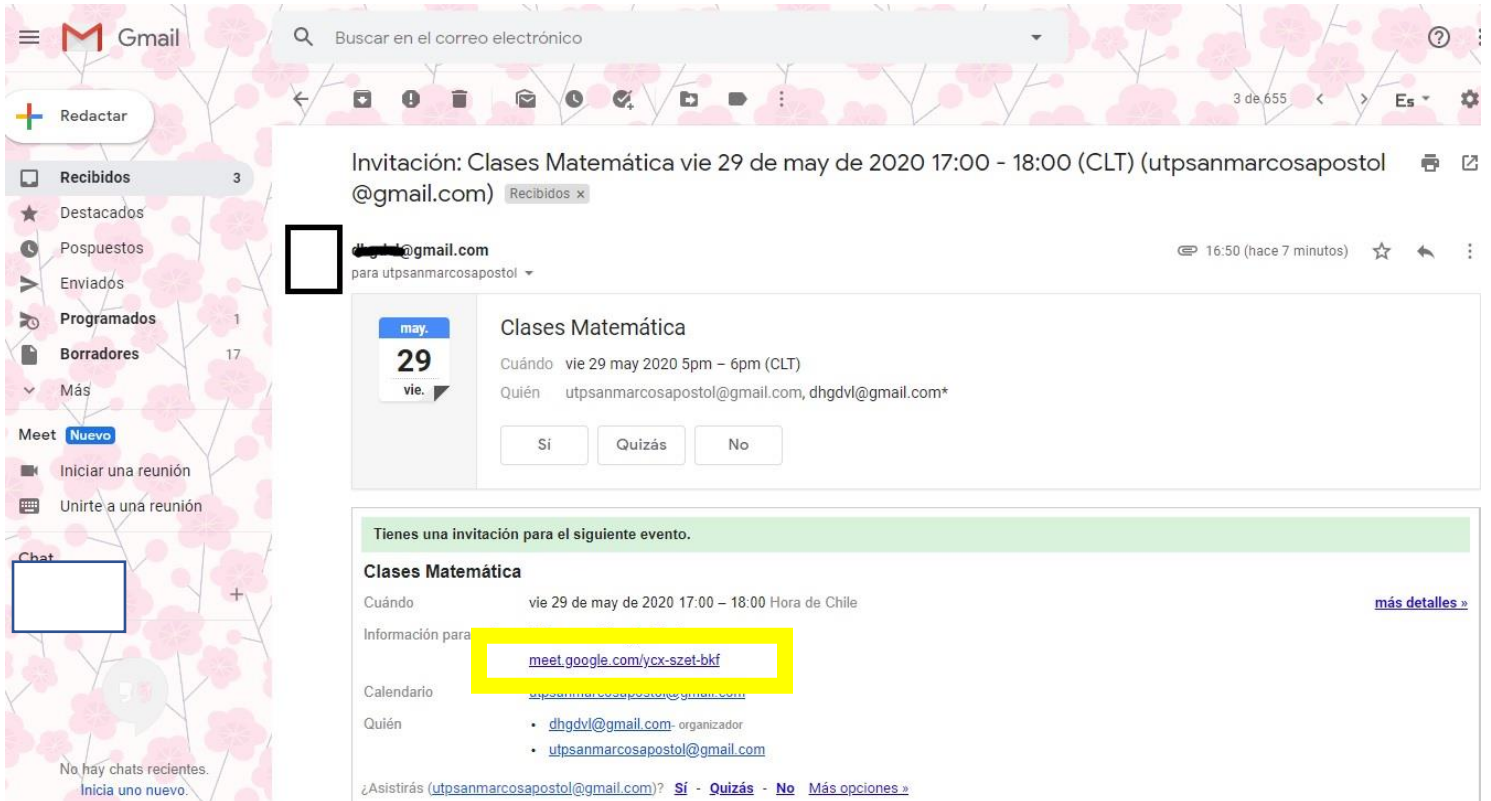 Gmail
Buscar en el correo electrónico
Redactar
3 de 655
Es
Recibidos 3
Destacados
Pospuestos
Enviados
Programados 1
Borradores 17
Más
Meet Nuevo
Iniciar una reunión
Unirte a una reunión
Chat
No hay chats recientes.
Inicia uno nuevo.
Invitación: Clases Matemática vie 29 de may de 2020 17:00 - 18:00 (CLT) (utpsanmarcosapostol
@gmail.com) Recibidos x
@gmail.com
16:50 (hace 7 minutos)
para utpsanmarcosapostol
may.
29
vie.
Clases Matemática
Cuándo vie 29 may 2020 5pm – 6pm (CLT)
Quién utpsanmarcosapostol@gmail.com, dhgdvl@gmail.com*
Sí Quizás No
Tienes una invitación para el siguiente evento.
Clases Matemática
Cuándo vie 29 de may de 2020 17:00 – 18:00 Hora de Chile
más detalles »
Información para
meet.google.com/ycx-szet-bkf
Calendario utpsanmarcosapostol@gmail.com
Quién • dhgdvl@gmail.com- organizador
• utpsanmarcosapostol@gmail.com
¿Asistirás (utpsanmarcosapostol@gmail.com)? Sí - Quizás - No Más opciones »